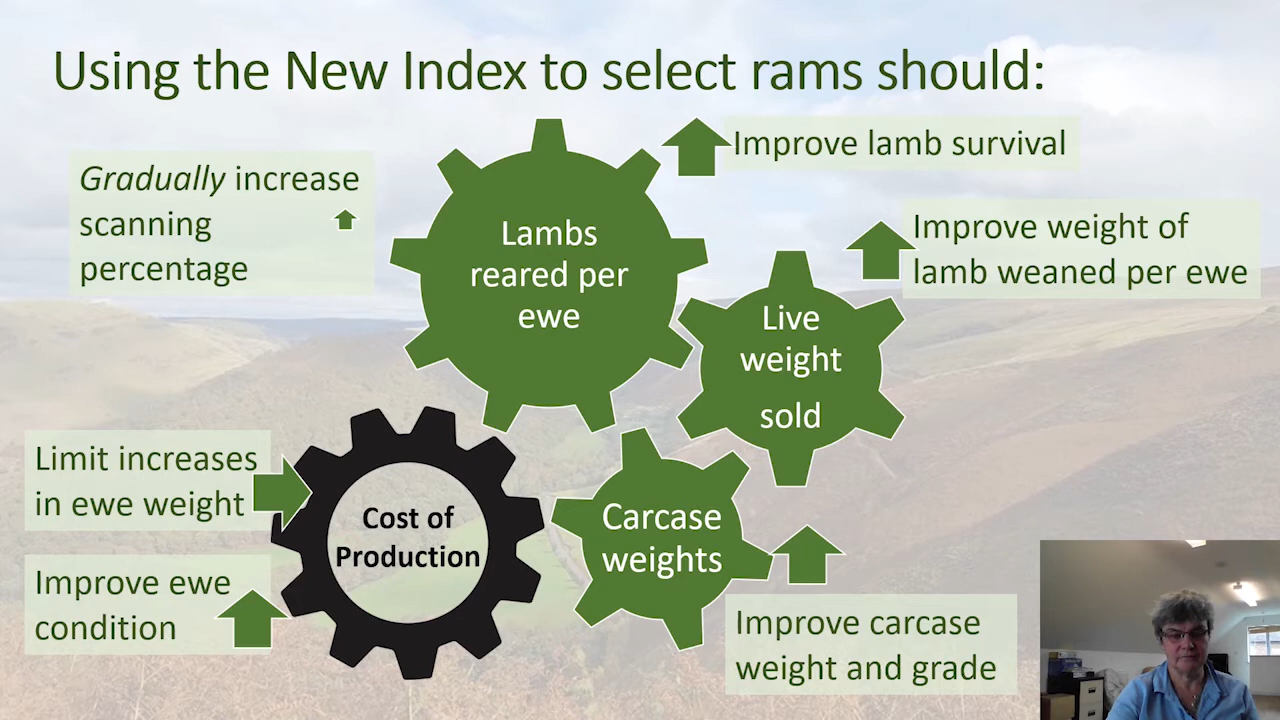 Using the New Index to select rams should:
Gradually increase
scanning
percentage
Lambs
reared per
ewe
Improve lamb survival
Improve weight of
lamb weaned per ewe
Live
weight
sold
Limit increases
in ewe weight
Cost of
Production
Improve ewe
condition
Carcase
weights
Improve carcase
weight and grade